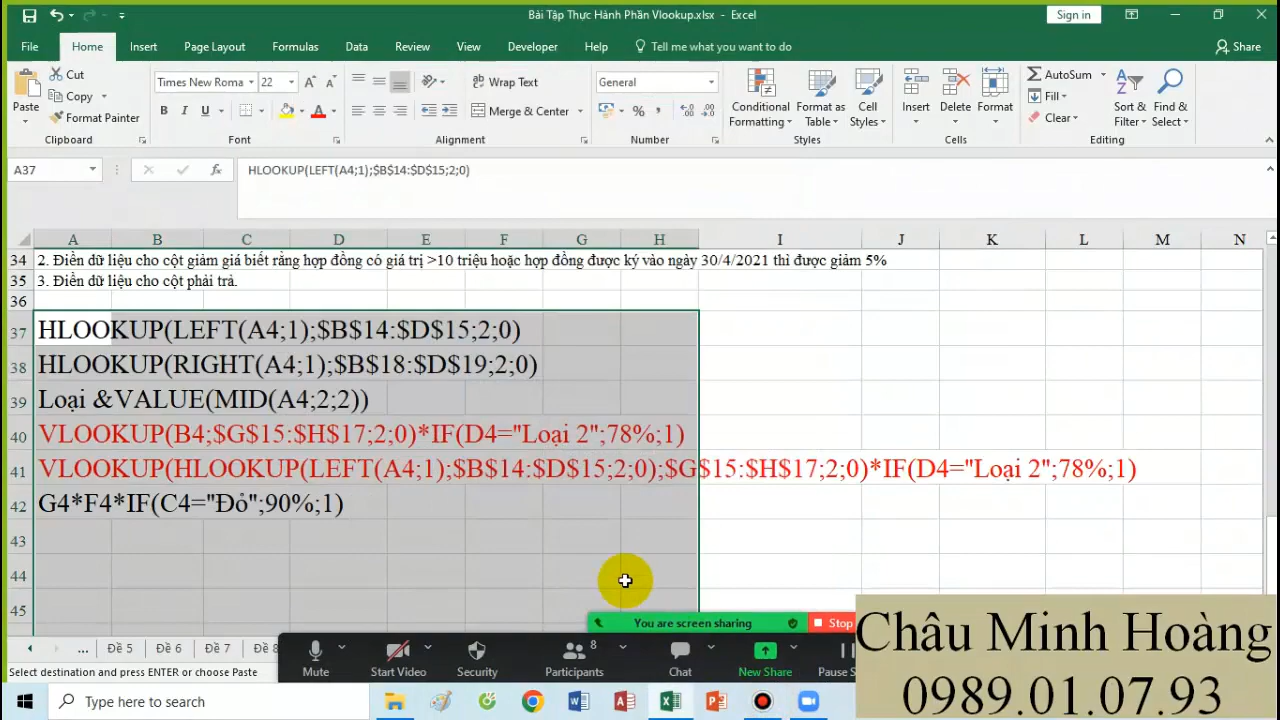 Bài Tập Thực Hành Phần Vlookup.xlsx - Excel
Sign in
File Home Insert Page Layout Formulas Data Review View Developer Help Tell me what you want to do Share
Paste
Cut
Copy
Format Painter
Clipboard
Times New Roma 22
B I U
Font
Wrap Text
Merge & Center
Alignment
General
Number
Conditional Formatting
Format as Table
Cell Styles
Styles
Insert Delete Format
Cells
AutoSum
Fill
Clear
Sort & Filter
Find & Select
Editing
A37 fx HLOOKUP(LEFT(A4;1);$B$14:$D$15;2;0)
A B C D E F G H I J K L M N
34 2. Điền dữ liệu cho cột giảm giá biết rằng hợp đồng có giá trị >10 triệu hoặc hợp đồng được ký vào ngày 30/4/2021 thì được giảm 5%
35 3. Điền dữ liệu cho cột phải trả.
36
37 HLOOKUP(LEFT(A4;1);$B$14:$D$15;2;0)
38 HLOOKUP(RIGHT(A4;1);$B$18:$D$19;2;0)
39 Loại &VALUE(MID(A4;2;2))
40 VLOOKUP(B4;$G$15:$H$17;2;0)*IF(D4="Loại 2";78%;1)
41 VLOOKUP(HLOOKUP(LEFT(A4;1);$B$14:$D$15;2;0);$G$15:$H$17;2;0)*IF(D4="Loại 2";78%;1)
42 G4*F4*IF(C4="Đỏ";90%;1)
43
44
45
You are screen sharing Stop
... Đề 5 Đề 6 Đề 7 Đề 8
Select destination and press ENTER or choose Paste
Mute Start Video Security Participants 8 Chat New Share Pause S
Type here to search
Châu Minh Hoàng
0989.01.07.93